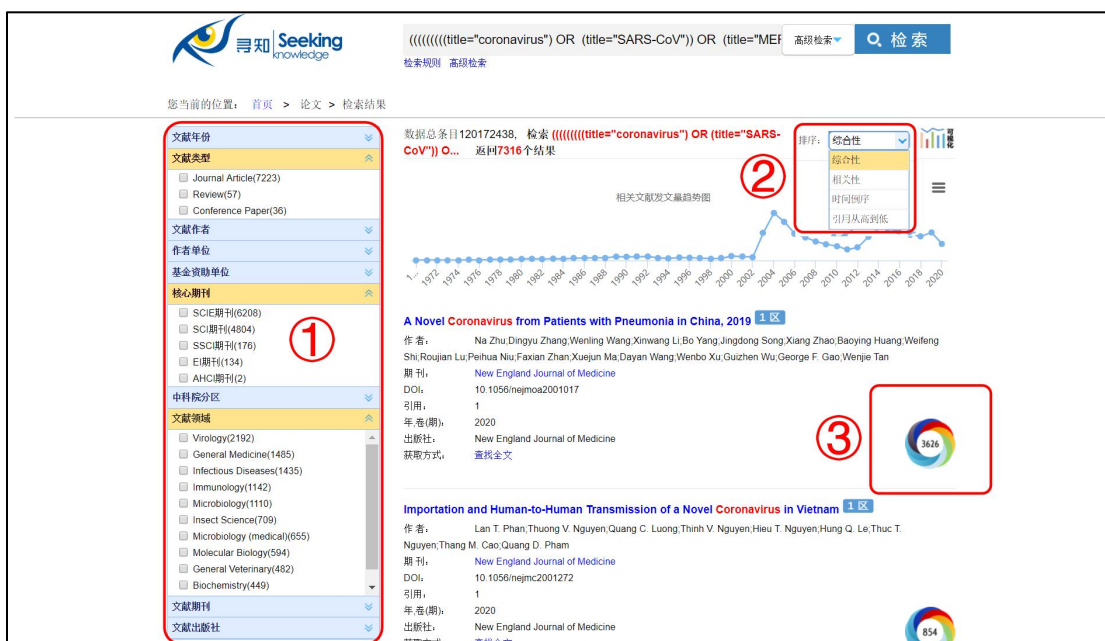 寻知 Seeking
knowledge
(((((((((title="coronavirus") OR (title="SARS-CoV")) OR (title="MEF
高级检索
检 索
检索规则 高级检索
您当前的位置: 首页 > 论文 > 检索结果
文献年份
文献类型
Journal Article(7223)
Review(57)
Conference Paper(36)
文献作者
作者单位
基金资助单位
核心期刊
SCIE期刊(6208)
SCI期刊(4804)
SSCI期刊(176)
EI期刊(134)
AHCI期刊(2)
中科院分区
文献领域
Virology(2192)
General Medicine(1485)
Infectious Diseases(1435)
Immunology(1142)
Microbiology(1110)
Insect Science(709)
Microbiology (medical)(655)
Molecular Biology(594)
General Veterinary(482)
Biochemistry(449)
文献期刊
文献出版社
①
数据总条目120172438, 检索 (((((((((title="coronavirus") OR (title="SARS-
CoV")) O... 返回7316个结果
排序: 综合性
综合性
相关性
时间倒序
引用从高到低
可视化
②
相关文献发文量趋势图
1... 1972 1974 1976 1978 1980 1982 1984 1986 1988 1990 1992 1994 1996 1998 2000 2002 2004 2006 2008 2010 2012 2014 2016 2018 2020
A Novel Coronavirus from Patients with Pneumonia in China, 2019 1 区
作 者: Na Zhu;Dingyu Zhang;Wenling Wang;Xinwang Li;Bo Yang;Jingdong Song;Xiang Zhao;Baoying Huang;Weifeng
Shi;Roujian Lu;Peihua Niu;Faxian Zhan;Xuejun Ma;Dayan Wang;Wenbo Xu;Guizhen Wu;George F. Gao;Wenjie Tan
期 刊: New England Journal of Medicine
DOI: 10.1056/nejmoa2001017
引用: 1
年,卷(期): 2020
出版社: New England Journal of Medicine
获取方式: 查找全文
③
3626
Importation and Human-to-Human Transmission of a Novel Coronavirus in Vietnam 1 区
作 者: Lan T. Phan;Thuong V. Nguyen;Quang C. Luong;Thinh V. Nguyen;Hieu T. Nguyen;Hung Q. Le;Thuc T.
Nguyen;Thang M. Cao;Quang D. Pham
期 刊: New England Journal of Medicine
DOI: 10.1056/nejmc2001272
引用: 1
年,卷(期): 2020
出版社: New England Journal of Medicine
854